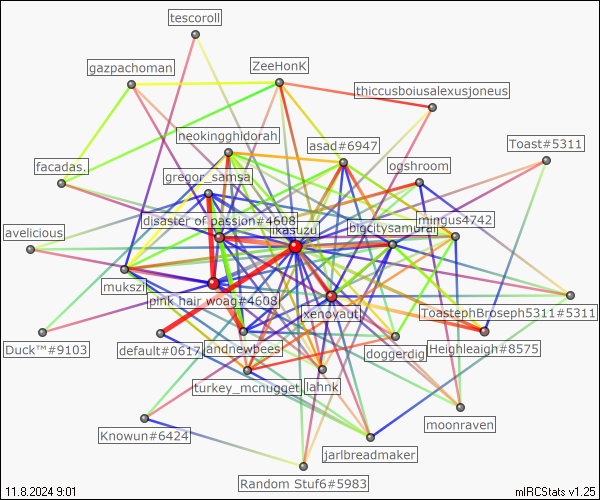 tescoroll
gazpachoman
ZeeHonK
thiccusboiusalexusjoneus
neokingghidorah
asad#6947
Toast#5311
facadas.
gregor_samsa
ogshroom
disaster of passion#4608
mingus4742
avelicious
ikasuzu
bigcitysamurai
mukszi
pink hair woag#4608
xenovaut
ToastephBroseph5311#5311
Duck™#9103
default#0617
andnewbees
doggerdig
Heighleaigh#8575
turkey_mcnugget
lahnk
moonraven
Knowun#6424
jarlbreadmaker
Random Stuf6#5983
11.8.2024 9:01
mIRCStats v1.25